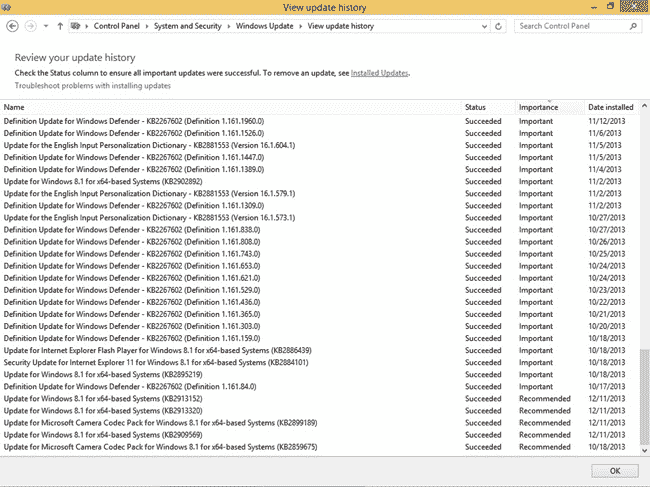 View update history
Control Panel ▸ System and Security ▸ Windows Update ▸ View update history
Search Control Panel
Review your update history
Check the Status column to ensure all important updates were successful. To remove an update, see Installed Updates.
Troubleshoot problems with installing updates
Name Status Importance Date installed
Definition Update for Windows Defender - KB2267602 (Definition 1.161.1960.0) Succeeded Important 11/12/2013
Definition Update for Windows Defender - KB2267602 (Definition 1.161.1526.0) Succeeded Important 11/6/2013
Update for the English Input Personalization Dictionary - KB2881553 (Version 16.1.604.1) Succeeded Important 11/5/2013
Definition Update for Windows Defender - KB2267602 (Definition 1.161.1447.0) Succeeded Important 11/5/2013
Definition Update for Windows Defender - KB2267602 (Definition 1.161.1389.0) Succeeded Important 11/4/2013
Update for Windows 8.1 for x64-based Systems (KB2902892) Succeeded Important 11/2/2013
Update for the English Input Personalization Dictionary - KB2881553 (Version 16.1.579.1) Succeeded Important 11/2/2013
Definition Update for Windows Defender - KB2267602 (Definition 1.161.1309.0) Succeeded Important 11/2/2013
Update for the English Input Personalization Dictionary - KB2881553 (Version 16.1.573.1) Succeeded Important 10/27/2013
Definition Update for Windows Defender - KB2267602 (Definition 1.161.838.0) Succeeded Important 10/27/2013
Definition Update for Windows Defender - KB2267602 (Definition 1.161.808.0) Succeeded Important 10/26/2013
Definition Update for Windows Defender - KB2267602 (Definition 1.161.743.0) Succeeded Important 10/25/2013
Definition Update for Windows Defender - KB2267602 (Definition 1.161.653.0) Succeeded Important 10/24/2013
Definition Update for Windows Defender - KB2267602 (Definition 1.161.621.0) Succeeded Important 10/24/2013
Definition Update for Windows Defender - KB2267602 (Definition 1.161.529.0) Succeeded Important 10/23/2013
Definition Update for Windows Defender - KB2267602 (Definition 1.161.436.0) Succeeded Important 10/22/2013
Definition Update for Windows Defender - KB2267602 (Definition 1.161.365.0) Succeeded Important 10/21/2013
Definition Update for Windows Defender - KB2267602 (Definition 1.161.303.0) Succeeded Important 10/20/2013
Definition Update for Windows Defender - KB2267602 (Definition 1.161.159.0) Succeeded Important 10/18/2013
Update for Internet Explorer Flash Player for Windows 8.1 for x64-based Systems (KB2886439) Succeeded Important 10/18/2013
Security Update for Internet Explorer 11 for Windows 8.1 for x64-based Systems (KB2884101) Succeeded Important 10/18/2013
Update for Windows 8.1 for x64-based Systems (KB2895219) Succeeded Important 10/18/2013
Definition Update for Windows Defender - KB2267602 (Definition 1.161.84.0) Succeeded Important 10/17/2013
Update for Windows 8.1 for x64-based Systems (KB2913152) Succeeded Recommended 12/11/2013
Update for Windows 8.1 for x64-based Systems (KB2913320) Succeeded Recommended 12/11/2013
Update for Microsoft Camera Codec Pack for Windows 8.1 for x64-based Systems (KB2899189) Succeeded Recommended 12/11/2013
Update for Windows 8.1 for x64-based Systems (KB2909569) Succeeded Recommended 12/11/2013
Update for Microsoft Camera Codec Pack for Windows 8.1 for x64-based Systems (KB2859675) Succeeded Recommended 10/18/2013
OK